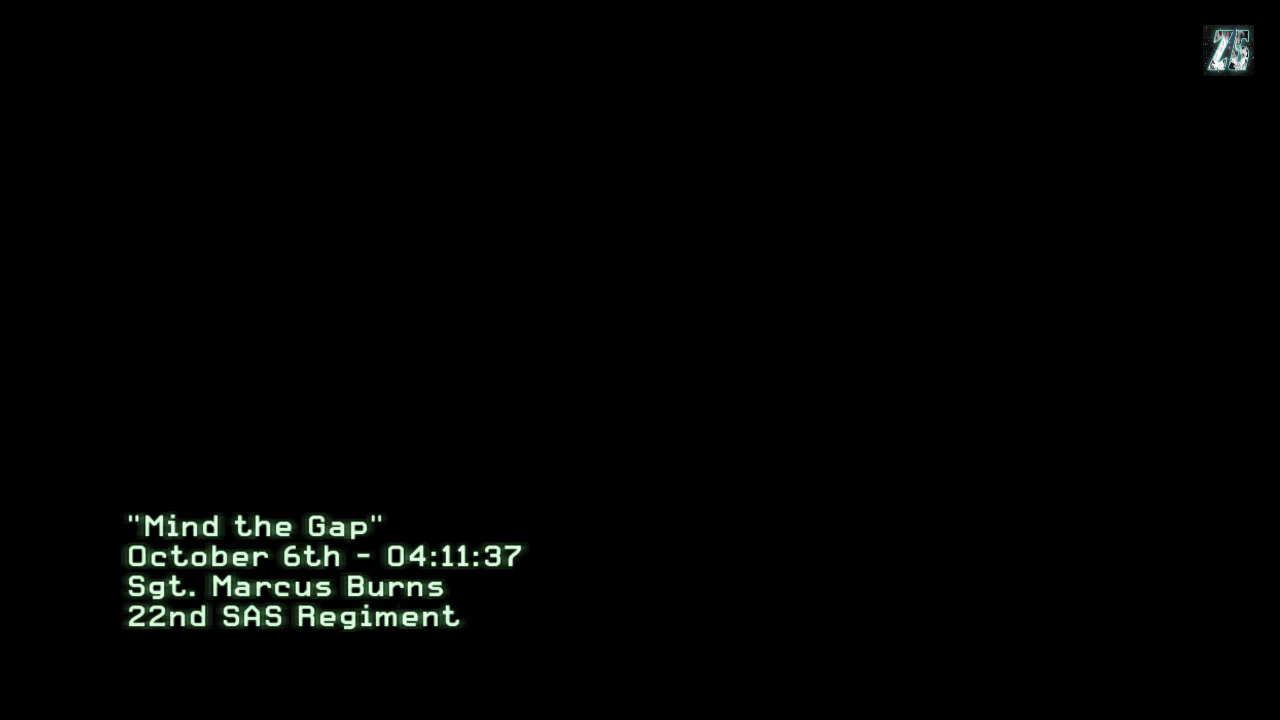 ZS
"Mind the Gap"
October 6th - 04:11:37
Sgt. Marcus Burns
22nd SAS Regiment